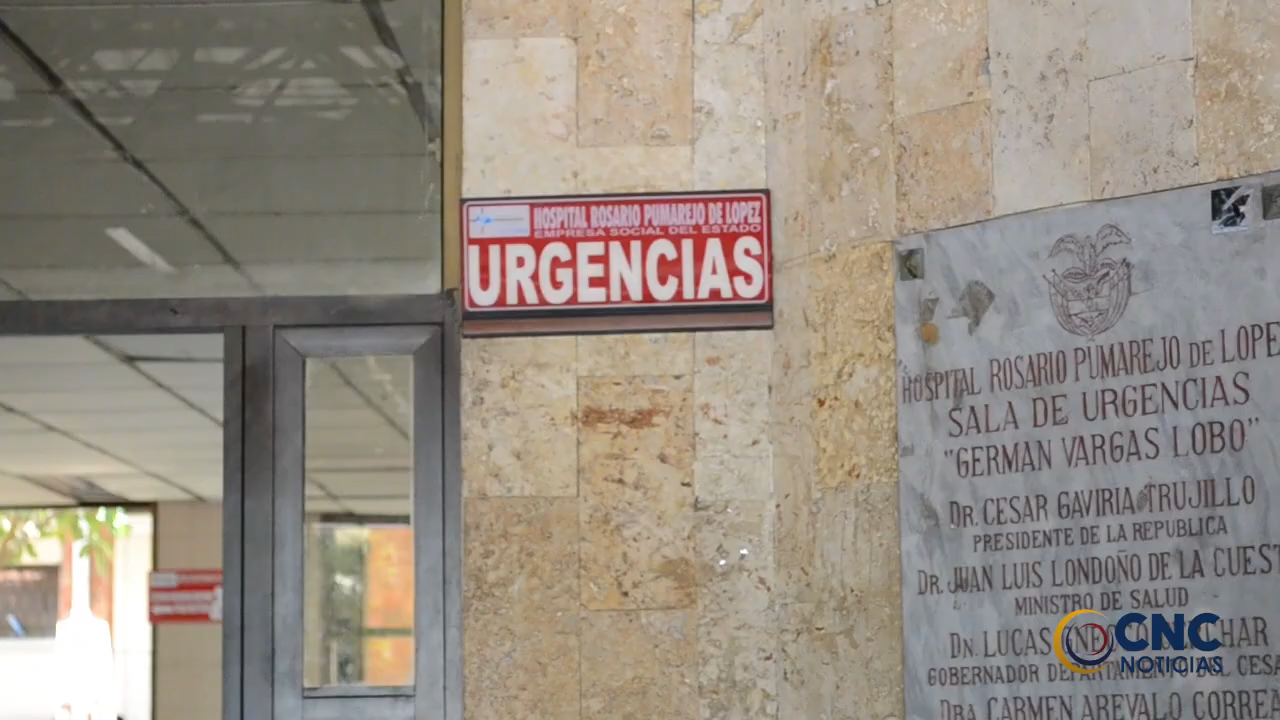 HOSPITAL ROSARIO PUMAREJO DE LOPEZ
EMPRESA SOCIAL DEL ESTADO
URGENCIAS
HOSPITAL ROSARIO PUMAREJO DE LOPE
SALA DE URGENCIAS
"GERMAN VARGAS LOBO"
DR. CESAR GAVIRIA TRUJILLO
PRESIDENTE DE LA REPUBLICA
DR. JUAN LUIS LONDOÑO DE LA CUEST
MINISTRO DE SALUD
LUCAS
GOBERNADOR DEPARTAMENTO DEL CESA
DRA. CARMEN AREVALO CORREA
CNC
NOTICIAS